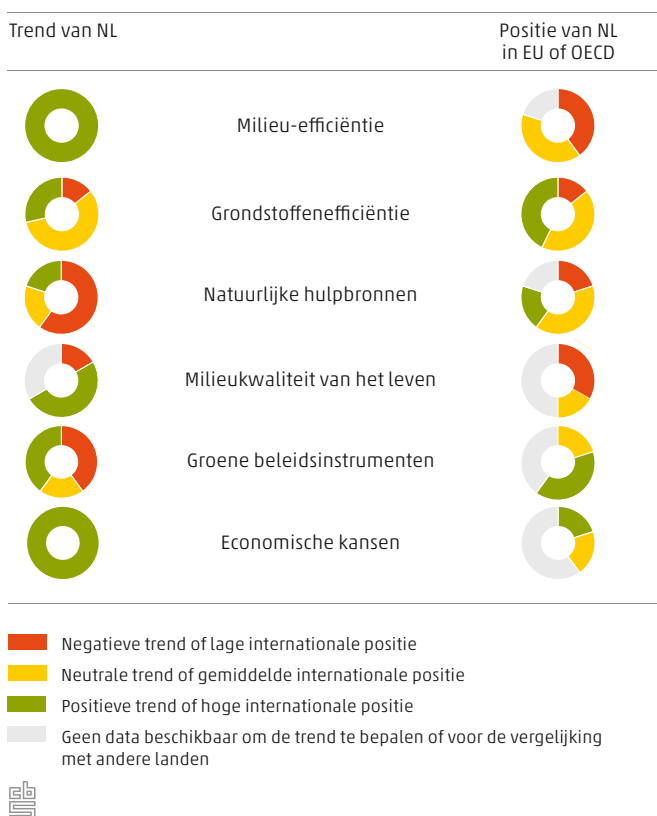 Trend van NL
Positie van NL
in EU of OECD
Milieu-efficiëntie
Grondstoffenefficiëntie
Natuurlijke hulpbronnen
Milieukwaliteit van het leven
Groene beleidsinstrumenten
Economische kansen
Negatieve trend of lage internationale positie
Neutrale trend of gemiddelde internationale positie
Positieve trend of hoge internationale positie
Geen data beschikbaar om de trend te bepalen of voor de vergelijking
met andere landen